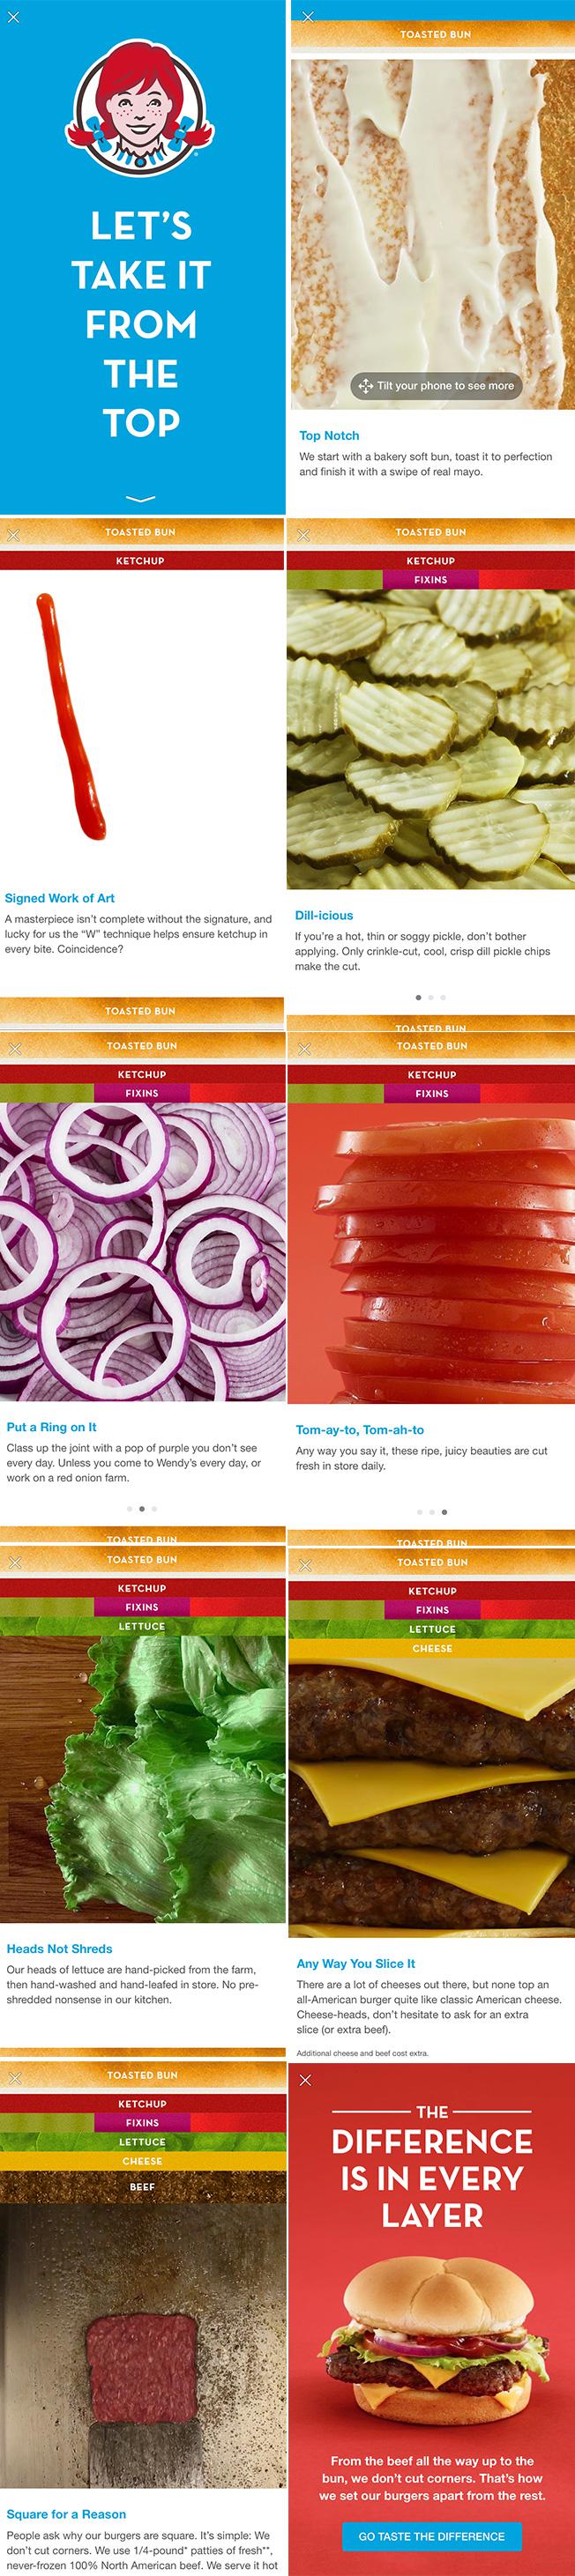 LET'S
TAKE IT
FROM
THE
TOP
TOASTED BUN
Tilt your phone to see more
Top Notch
We start with a bakery soft bun, toast it to perfection
and finish it with a swipe of real mayo.
TOASTED BUN
KETCHUP
Signed Work of Art
A masterpiece isn't complete without the signature, and
lucky for us the "W" technique helps ensure ketchup in
every bite. Coincidence?
TOASTED BUN
TOASTED BUN
KETCHUP
FIXINS
Dill-icious
If you're a hot, thin or soggy pickle, don't bother
applying. Only crinkle-cut, cool, crisp dill pickle chips
make the cut.
TOASTED BUN
TOASTED BUN
KETCHUP
FIXINS
Put a Ring on It
Class up the joint with a pop of purple you don't see
every day. Unless you come to Wendy's every day, or
work on a red onion farm.
TOASTED BUN
TOASTED BUN
KETCHUP
FIXINS
Tom-ay-to, Tom-ah-to
Any way you say it, these ripe, juicy beauties are cut
fresh in store daily.
TOASTED BUN
TOASTED BUN
KETCHUP
FIXINS
LETTUCE
Heads Not Shreds
Our heads of lettuce are hand-picked from the farm,
then hand-washed and hand-leafed in store. No pre-
shredded nonsense in our kitchen.
TOASTED BUN
KETCHUP
FIXINS
LETTUCE
CHEESE
Any Way You Slice It
There are a lot of cheeses out there, but none top an
all-American burger quite like classic American cheese.
Cheese-heads, don't hesitate to ask for an extra
slice (or extra beef).
Additional cheese and beef cost extra.
TOASTED BUN
KETCHUP
FIXINS
LETTUCE
CHEESE
BEEF
Square for a Reason
People ask why our burgers are square. It's simple: We
don't cut corners. We use 1/4-pound* patties of fresh**,
never-frozen 100% North American beef. We serve it hot
THE
DIFFERENCE
IS IN EVERY
LAYER
From the beef all the way up to the
bun, we don't cut corners. That's how
we set our burgers apart from the rest.
GO TASTE THE DIFFERENCE